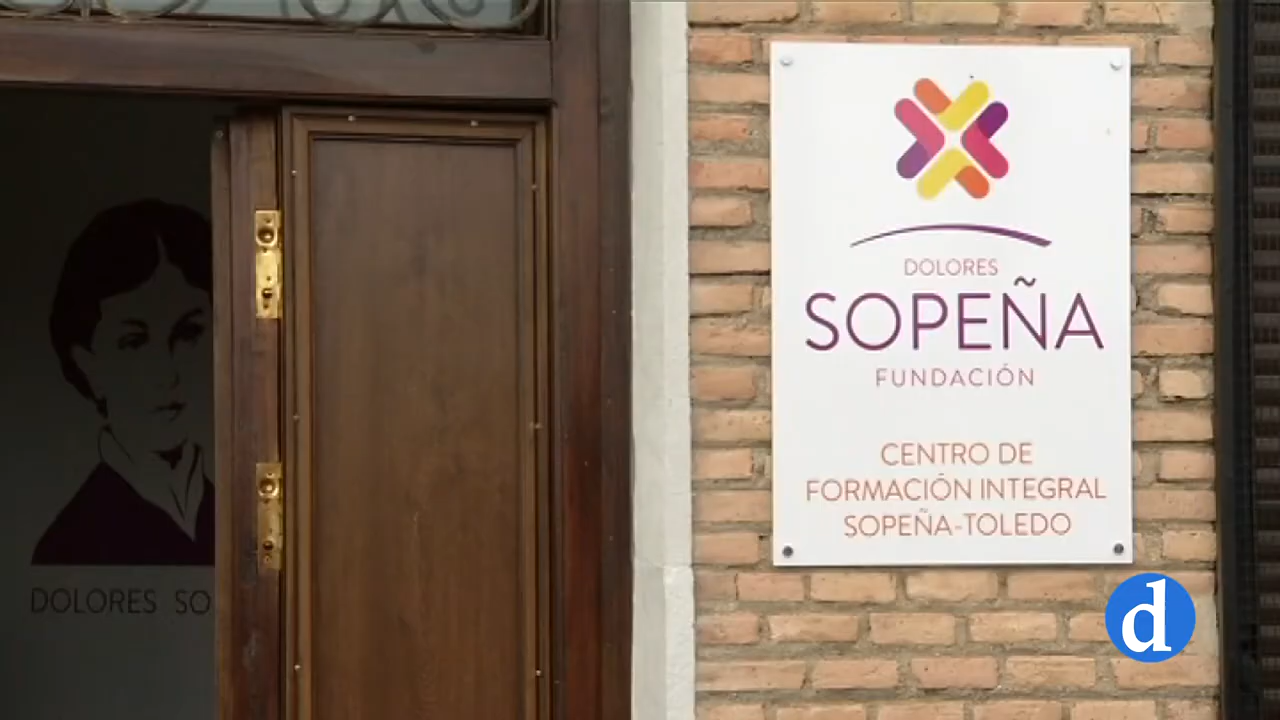 DOLORES SO
DOLORES
SOPEÑA
FUNDACIÓN
CENTRO DE
FORMACIÓN INTEGRAL
SOPEÑA-TOLEDO
d